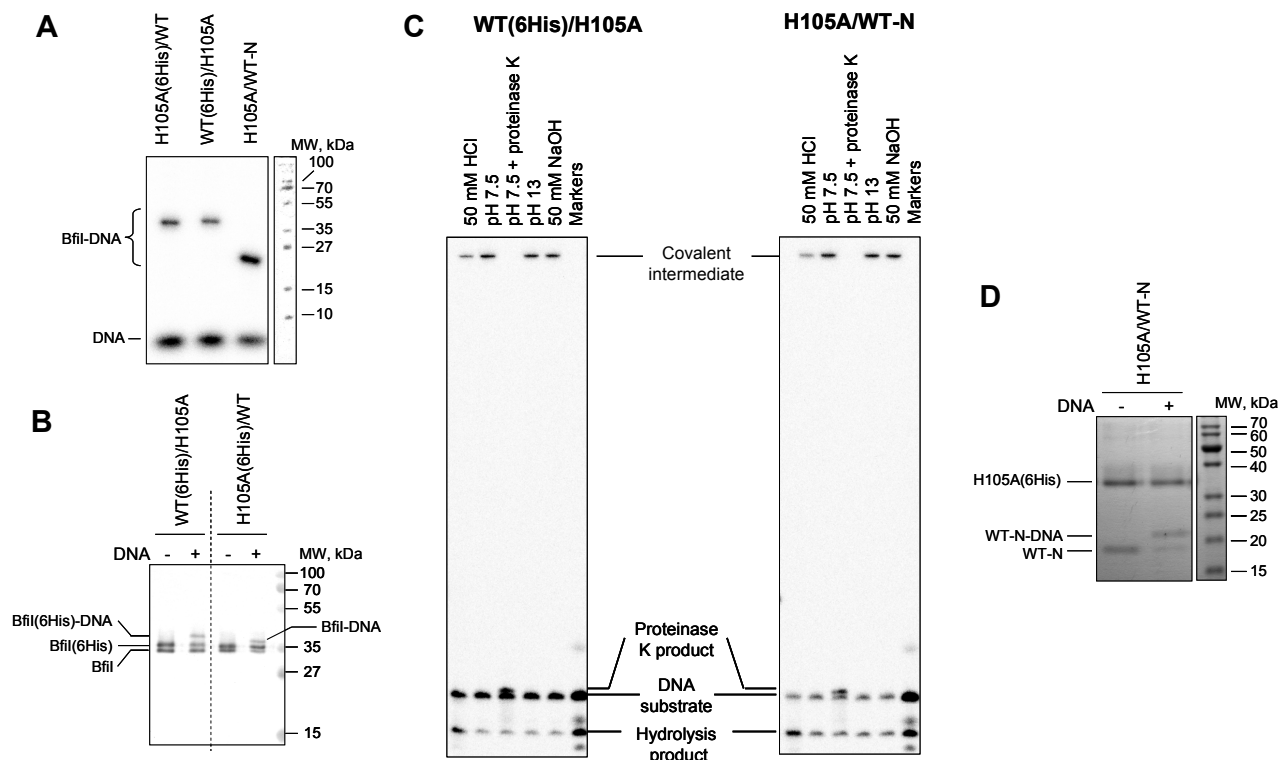 A
H105A(6His)/WT
WT(6His)/H105A
H105A/WT-N
MW, kDa
100
70
55
35
27
15
10
BfiI-DNA
DNA
B
WT(6His)/H105A
H105A(6His)/WT
DNA - + - + MW, kDa
100
70
55
35
27
15
BfiI(6His)-DNA
BfiI(6His)
BfiI
BfiI-DNA
C
WT(6His)/H105A
50 mM HCl
pH 7.5
pH 7.5 + proteinase K
pH 13
50 mM NaOH
Markers
H105A/WT-N
50 mM HCl
pH 7.5
pH 7.5 + proteinase K
pH 13
50 mM NaOH
Markers
Covalent
intermediate
Proteinase
K product
DNA
substrate
Hydrolysis
product
D
H105A/WT-N
DNA - + MW, kDa
70
60
50
40
30
25
20
15
H105A(6His)
WT-N-DNA
WT-N